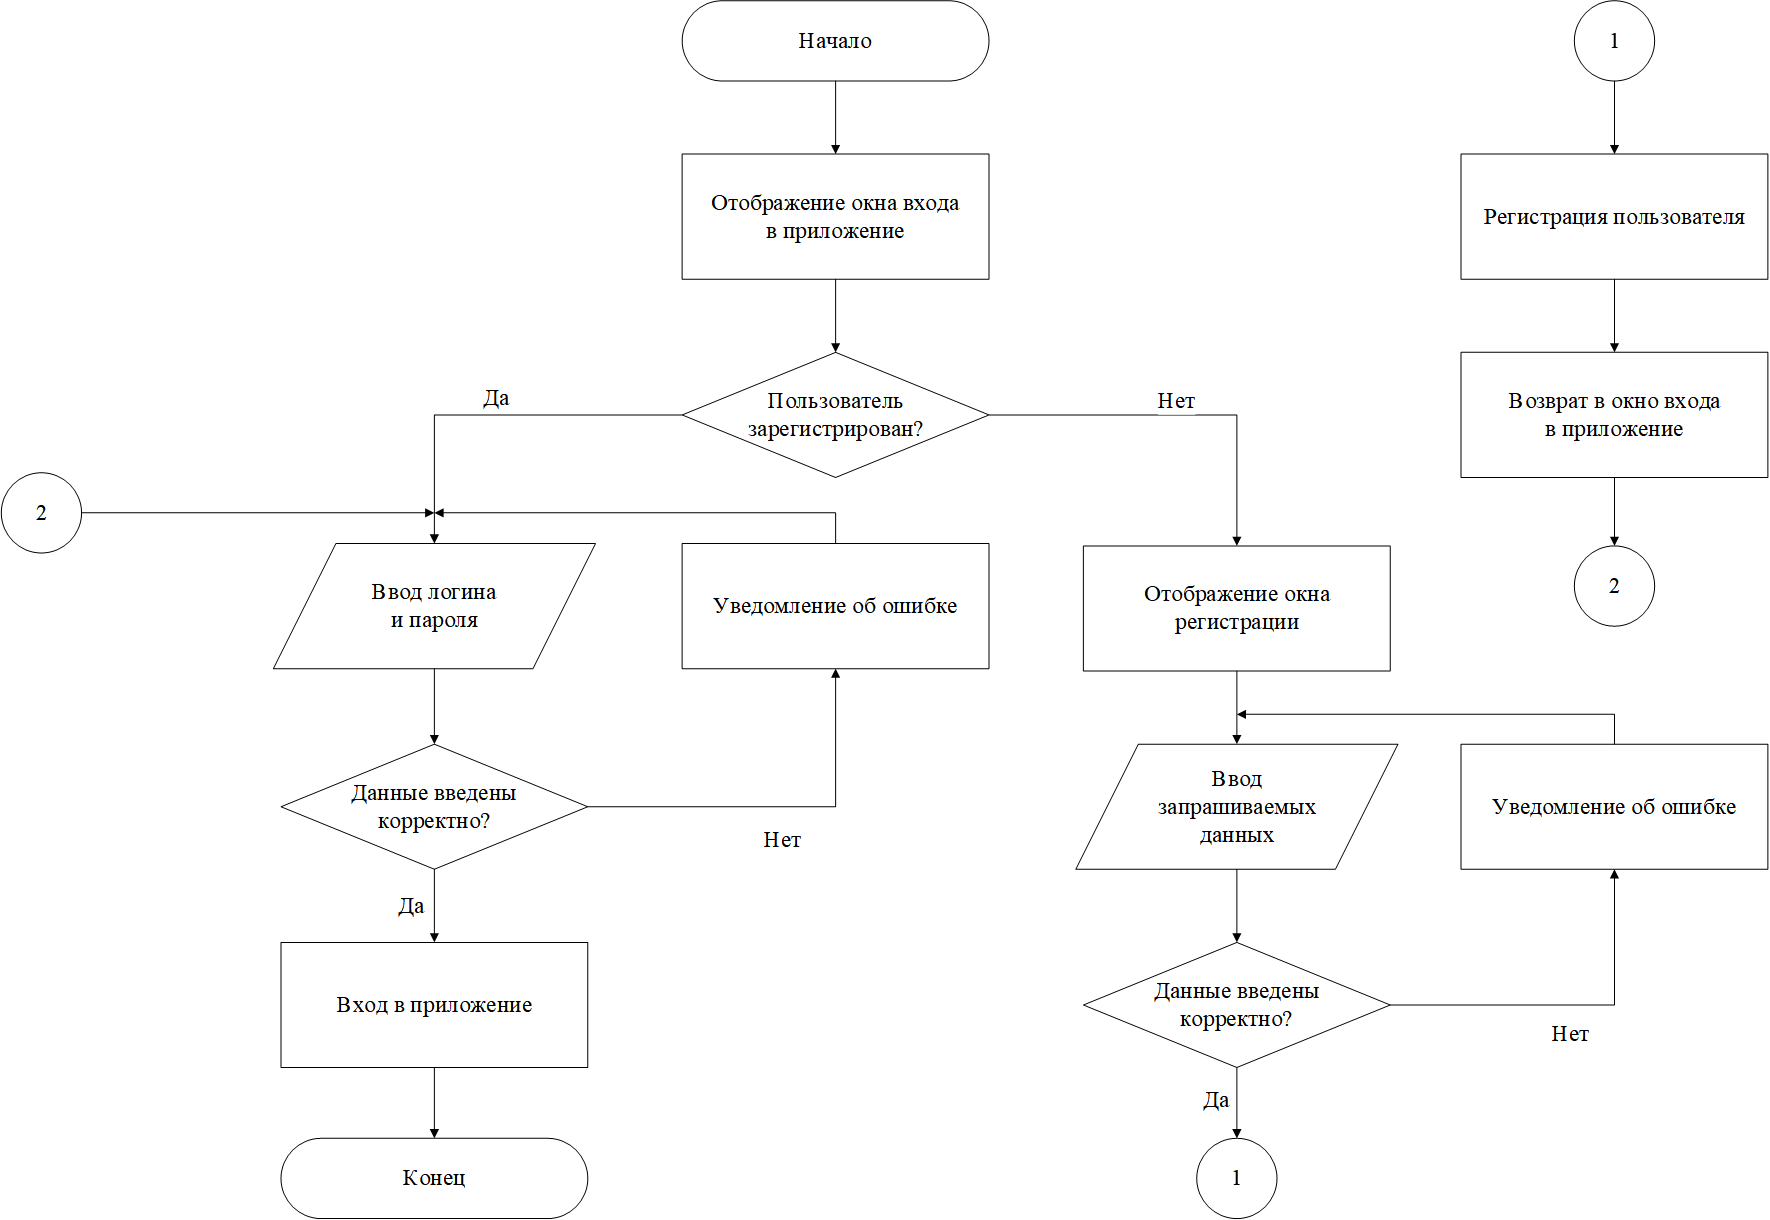 Начало
1
Отображение окна входа
в приложение
Регистрация пользователя
Да
Пользователь
зарегистрирован?
Нет
Возврат в окно входа
в приложение
2
Ввод логина
и пароля
Уведомление об ошибке
Отображение окна
регистрации
2
Данные введены
корректно?
Нет
Ввод
запрашиваемых
данных
Уведомление об ошибке
Да
Вход в приложение
Данные введены
корректно?
Нет
Да
Конец
1